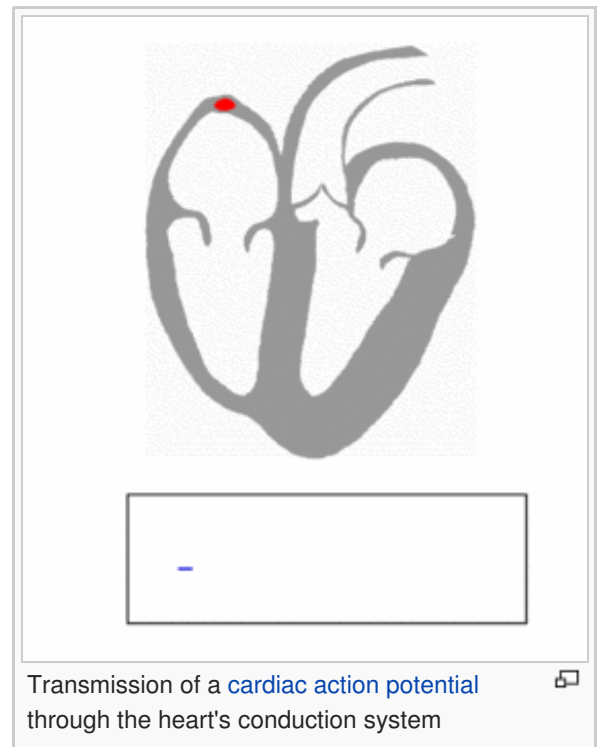 Transmission of a cardiac action potential
through the heart's conduction system